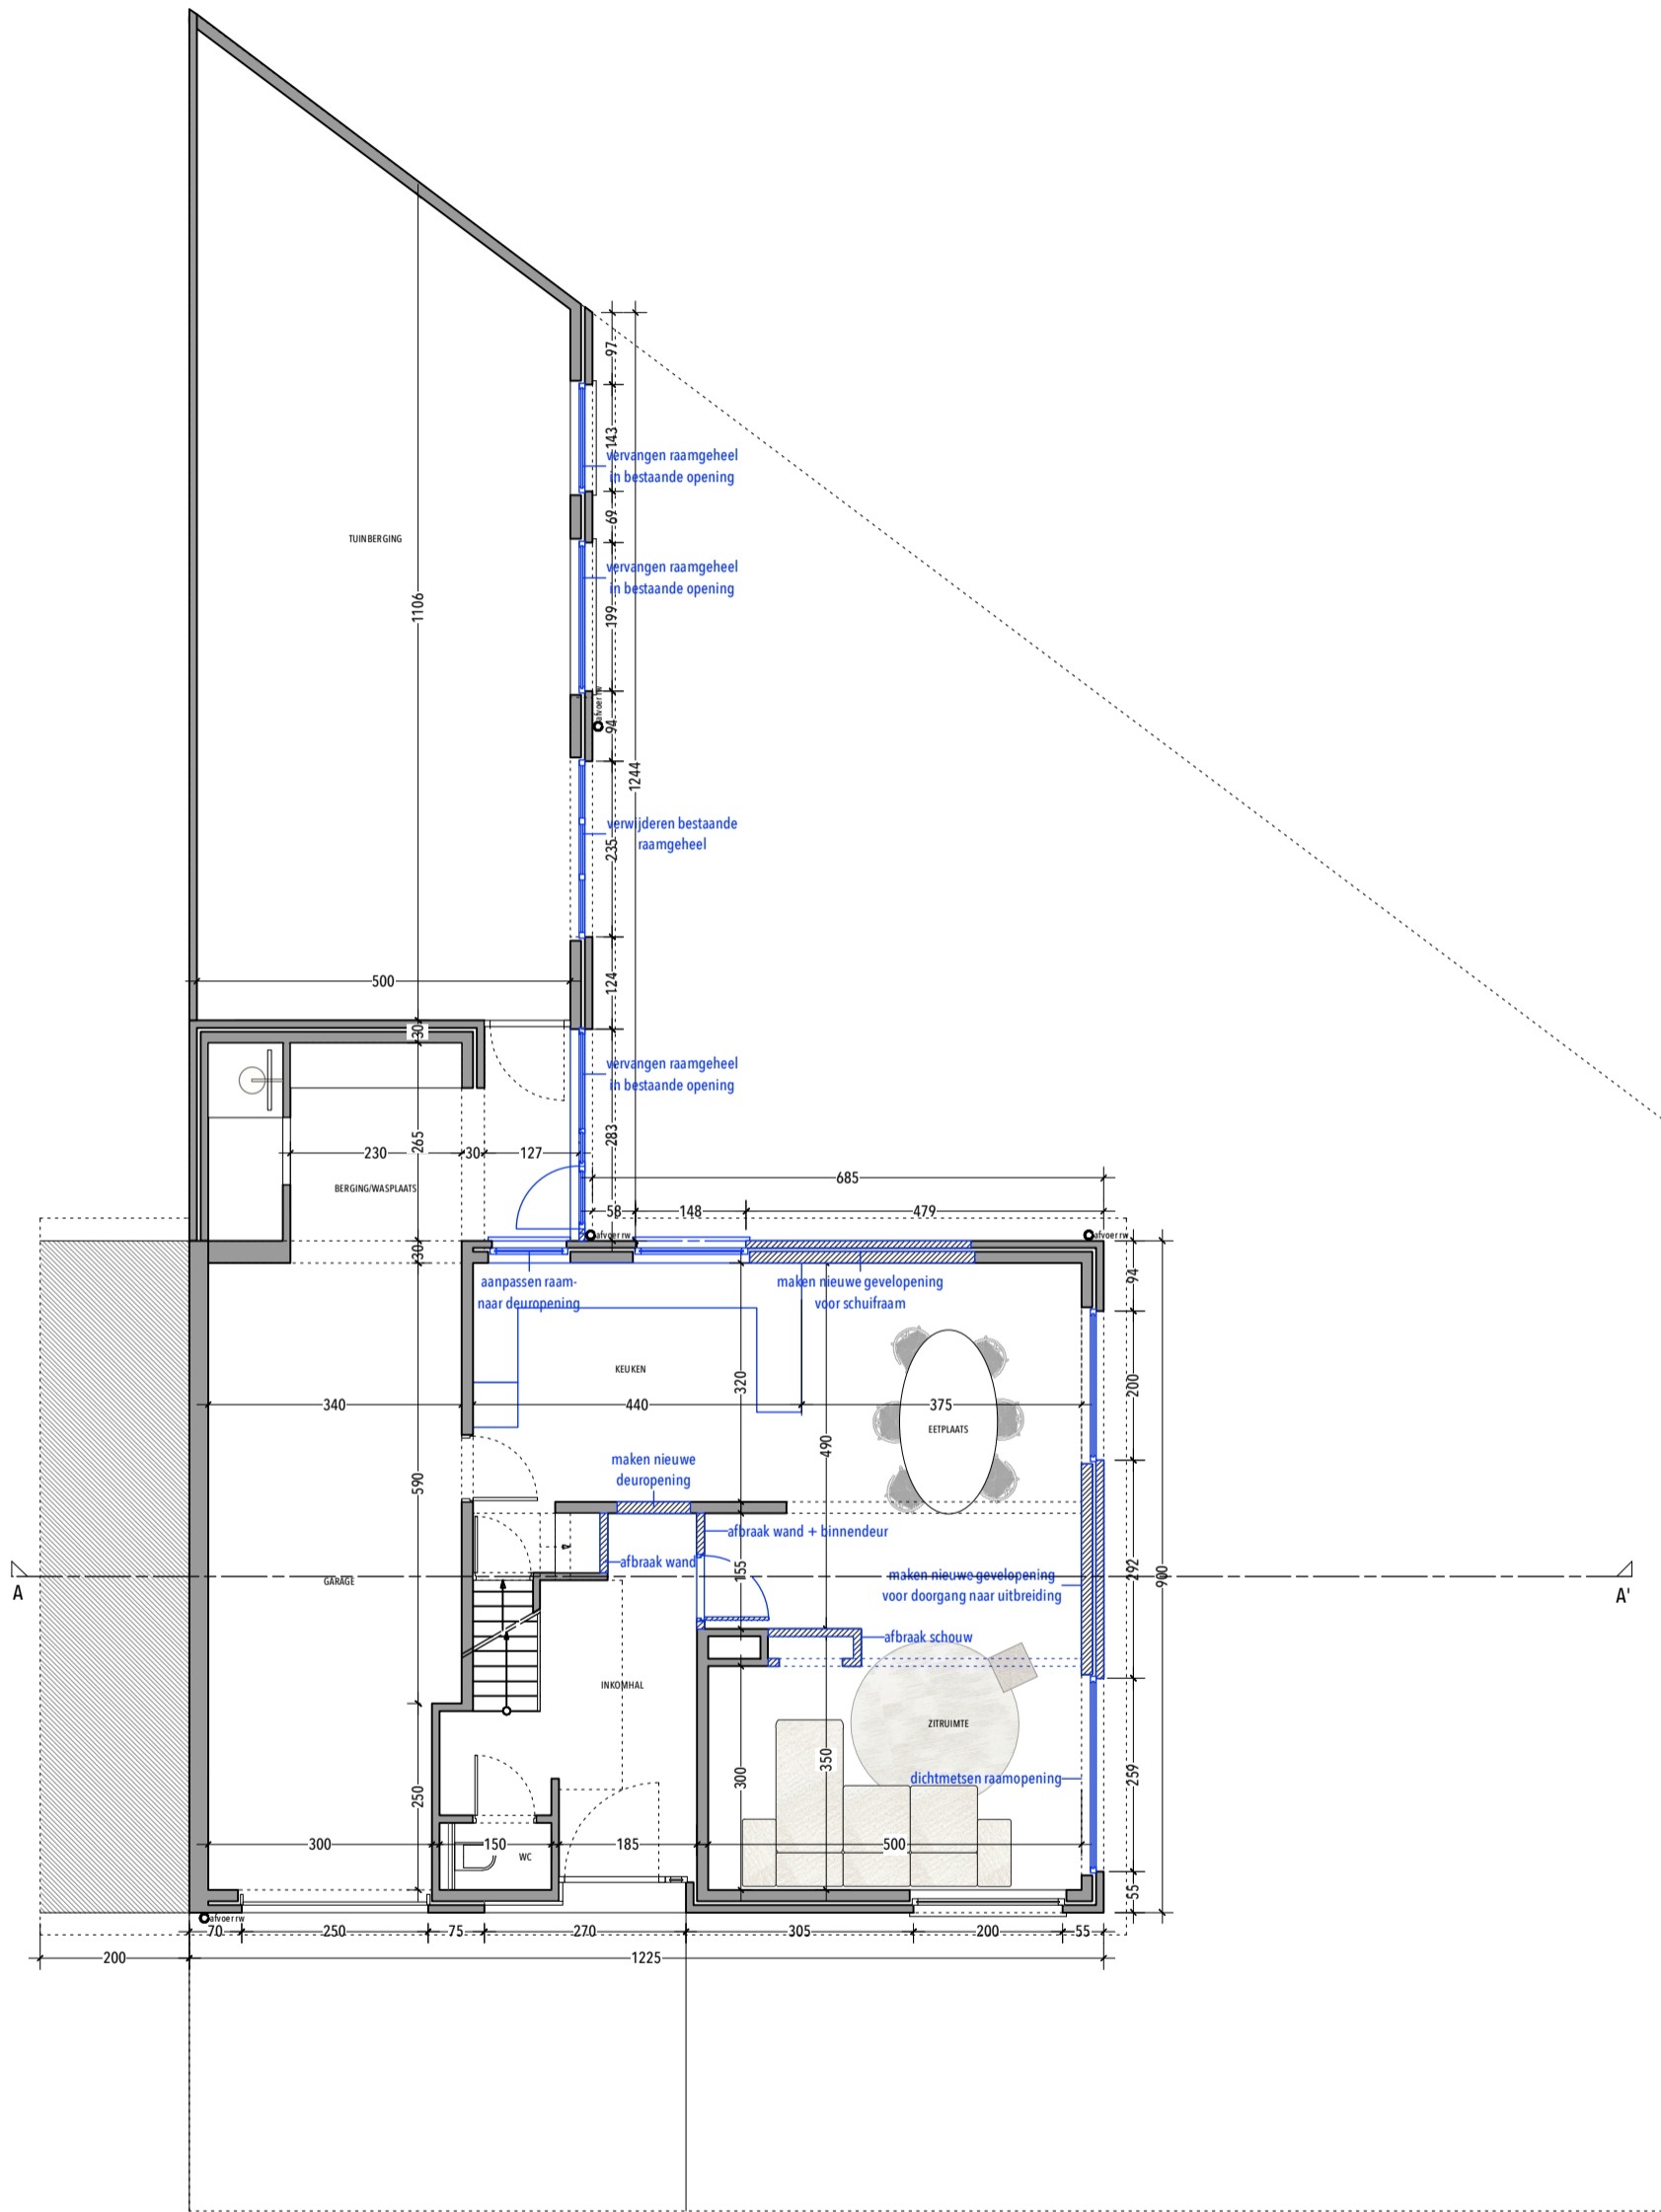 97
143
vervangen raamgeheel
in bestaande opening
69
TUINBERGING
vervangen raamgeheel
in bestaande opening
1106
199
afvoer rw
94
1244
verwijderen bestaande
raamgeheel
235
500
124
30
vervangen raamgeheel
in bestaande opening
283
265
230
30
127
BERGING/WASPLAATS
685
58
148
479
afvoer rw
afvoer rw
30
aanpassen raam-
naar deuropening
maken nieuwe gevelopening
voor schuifraam
94
KEUKEN
320
200
340
440
375
EETPLAATS
490
maken nieuwe
deuropening
590
afbraak wand + binnendeur
afbraak wand
155
292
900
maken nieuwe gevelopening
voor doorgang naar uitbreiding
GARAGE
A
A'
afbraak schouw
INKOMHAL
ZITRUIMTE
350
300
dichtmetsen raamopening
259
250
300
150
185
500
WC
55
afvoer rw
70
250
75
270
305
200
55
200
1225